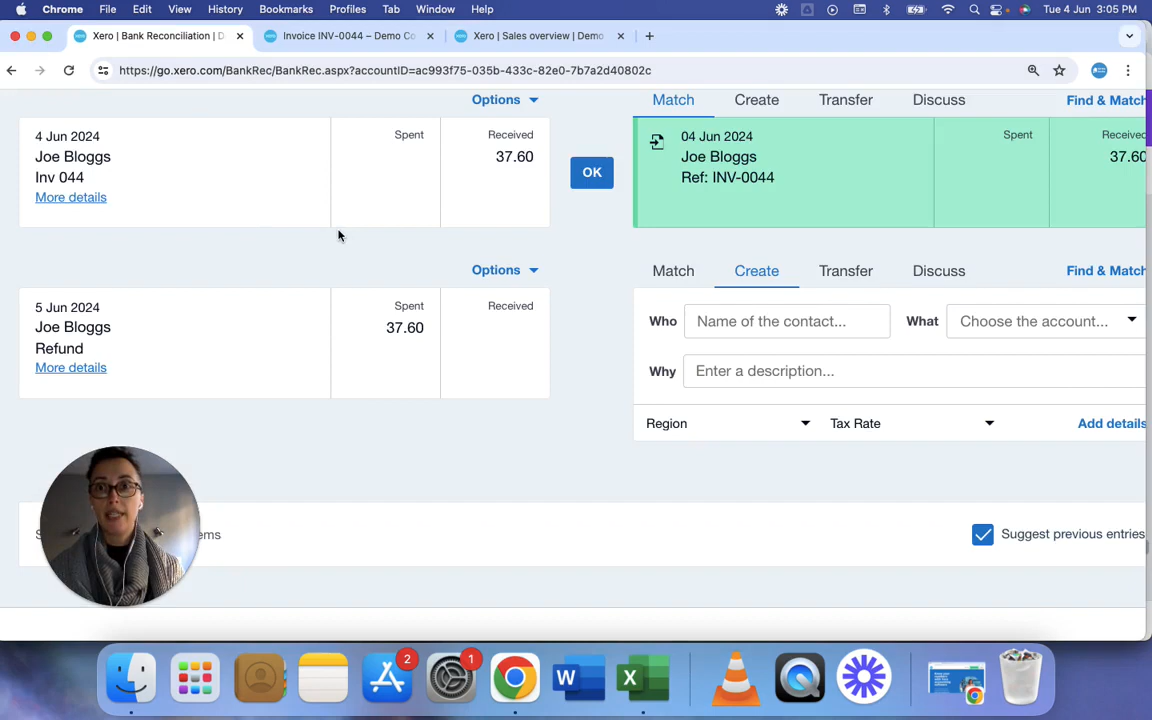 Chrome File Edit View History Bookmarks Profiles Tab Window Help Tue 4 Jun 3:05 PM
Xero | Bank Reconciliation | D Invoice INV-0044 – Demo Co Xero | Sales overview | Demo
https://go.xero.com/BankRec/BankRec.aspx?accountID=ac993f75-035b-433c-82e0-7b7a2d40802c
Options Match Create Transfer Discuss Find & Match
4 Jun 2024 Spent Received 04 Jun 2024 Spent Received
Joe Bloggs 37.60 Joe Bloggs 37.60
Inv 044 OK Ref: INV-0044
More details
Options Match Create Transfer Discuss Find & Match
5 Jun 2024 Spent Received
Joe Bloggs 37.60 Who Name of the contact... What Choose the account...
Refund
More details Why Enter a description...
Region Tax Rate Add details
ems Suggest previous entries
2 1
W X